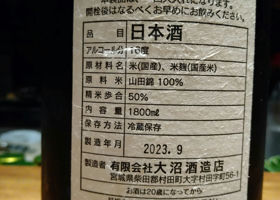 開栓後はなるべくお早めにお飲みください。
品目 日本酒
アルコール分 16度
原材料名 米(国産)、米麹(国産米)
原料米 山田錦 100%
精米歩合 50%
内容量 1800ml
保存方法 冷蔵保存
製造年月 2023.9
製造者 有限会社大沼酒造店
宮城県柴田郡村田町大字村田字町56-1
お酒は20歳になってから